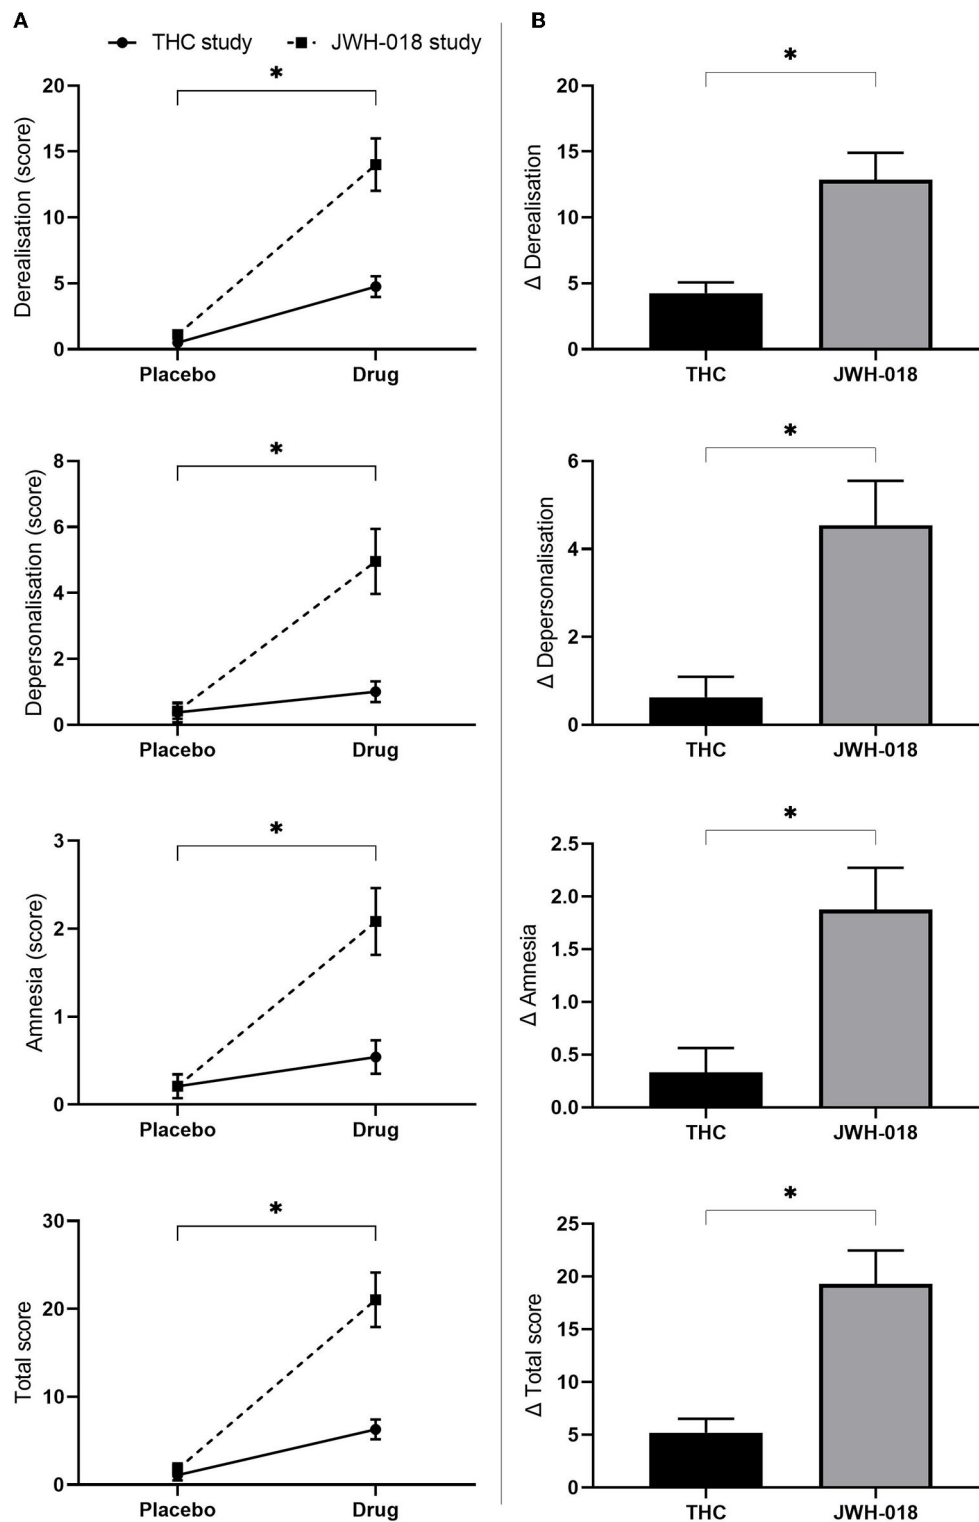 A
B
THC study
JWH-018 study
*
*
20
15
10
5
0
Derealisation (score)
Placebo
Drug
20
15
10
5
0
Δ Derealisation
THC
JWH-018
*
*
8
6
4
2
0
Depersonalisation (score)
Placebo
Drug
6
4
2
0
Δ Depersonalisation
THC
JWH-018
*
*
3
2
1
0
Amnesia (score)
Placebo
Drug
2.5
2.0
1.5
1.0
0.5
0.0
Δ Amnesia
THC
JWH-018
*
*
30
20
10
0
Total score
Placebo
Drug
25
20
15
10
5
0
Δ Total score
THC
JWH-018